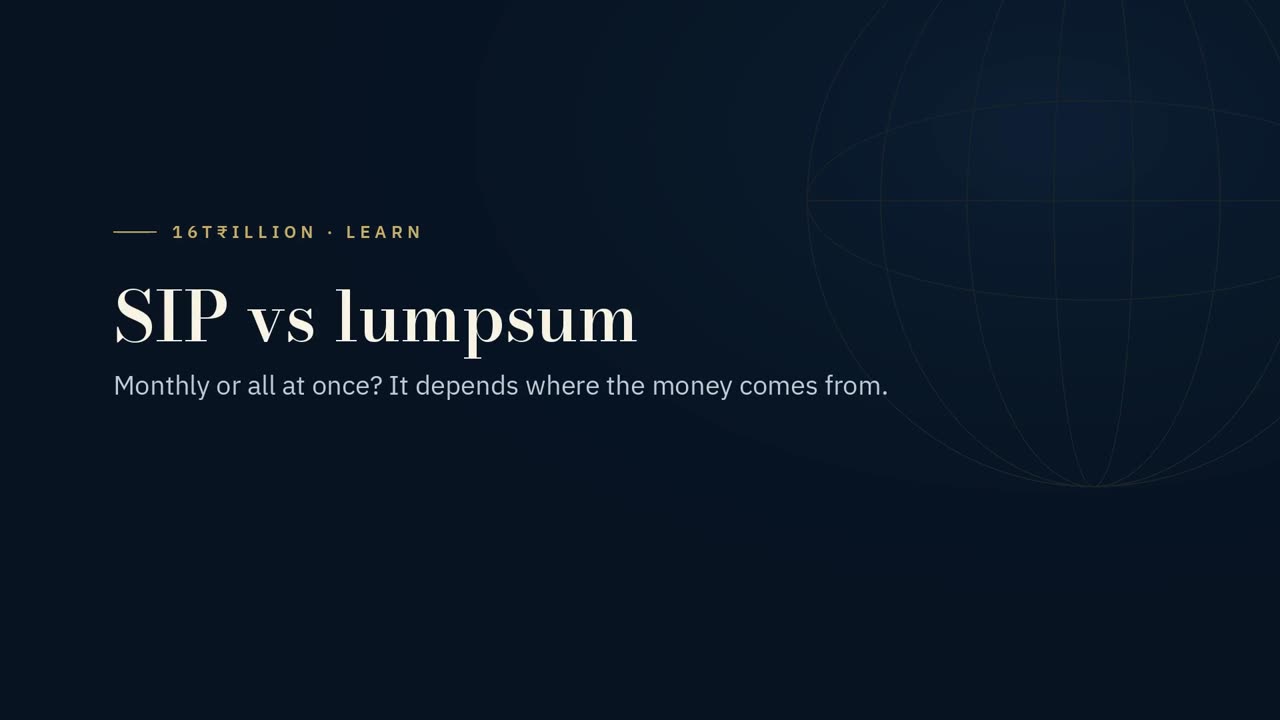 16T₹ILLION · LEARN
SIP vs lumpsum
Monthly or all at once? It depends where the money comes from.